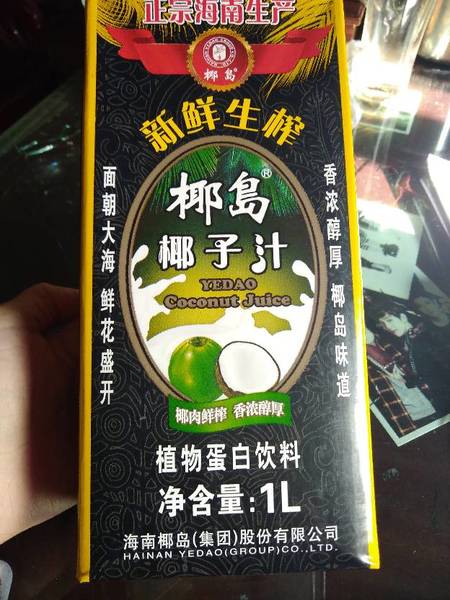 正宗海南生产
椰岛®
新鲜生榨
椰岛®
椰子汁
YEDAO
Coconut Juice
面朝大海 鲜花盛开
香浓醇厚 椰岛味道
椰肉鲜榨 香浓醇厚
植物蛋白饮料
净含量:1L
海南椰岛(集团)股份有限公司
HAINAN YEDAO(GROUP)CO.,LTD.